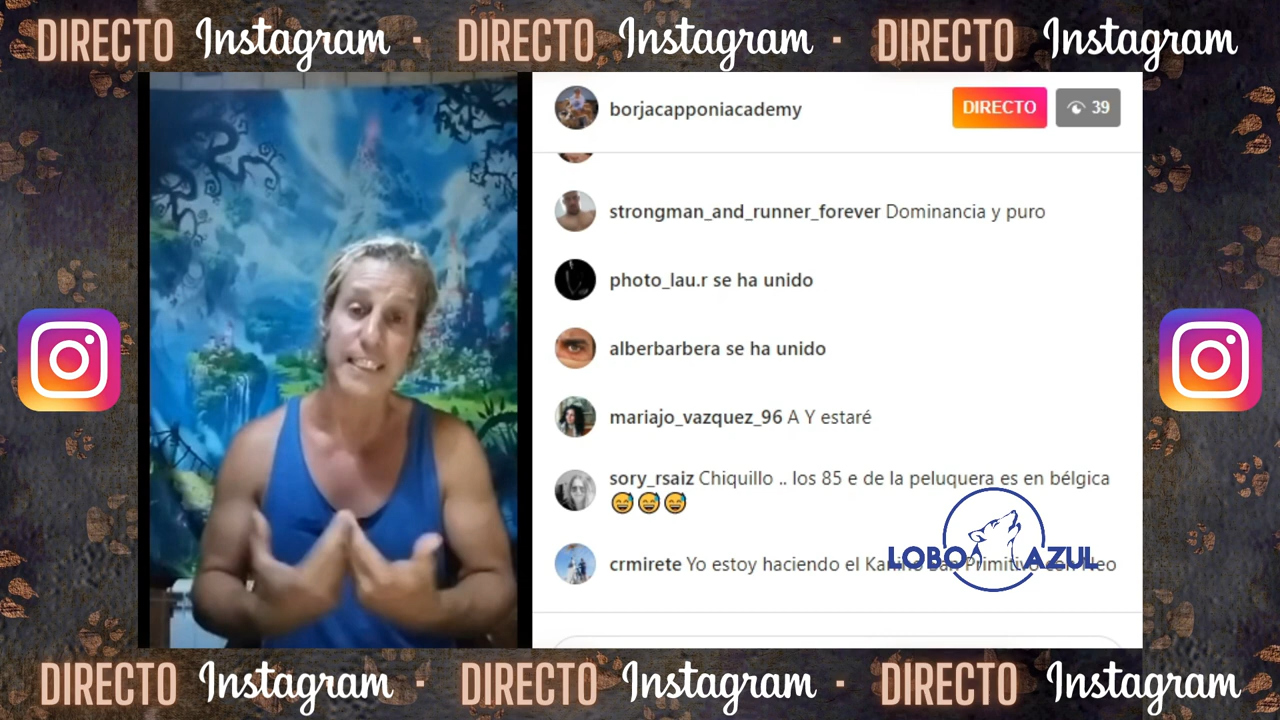 DIRECTO Instagram · DIRECTO Instagram · DIRECTO Instagram
borjacapponiacademy
DIRECTO
39
strongman_and_runner_forever Dominancia y puro
photo_lau.r se ha unido
alberbarbera se ha unido
mariajo_vazquez_96 A Y estaré
sory_rsaiz Chiquillo .. los 85 e de la peluquera es en bélgica
😅😅😅
crmirete Yo estoy haciendo el Primitivo
LOBO AZUL
DIRECTO Instagram · DIRECTO Instagram · DIRECTO Instagram